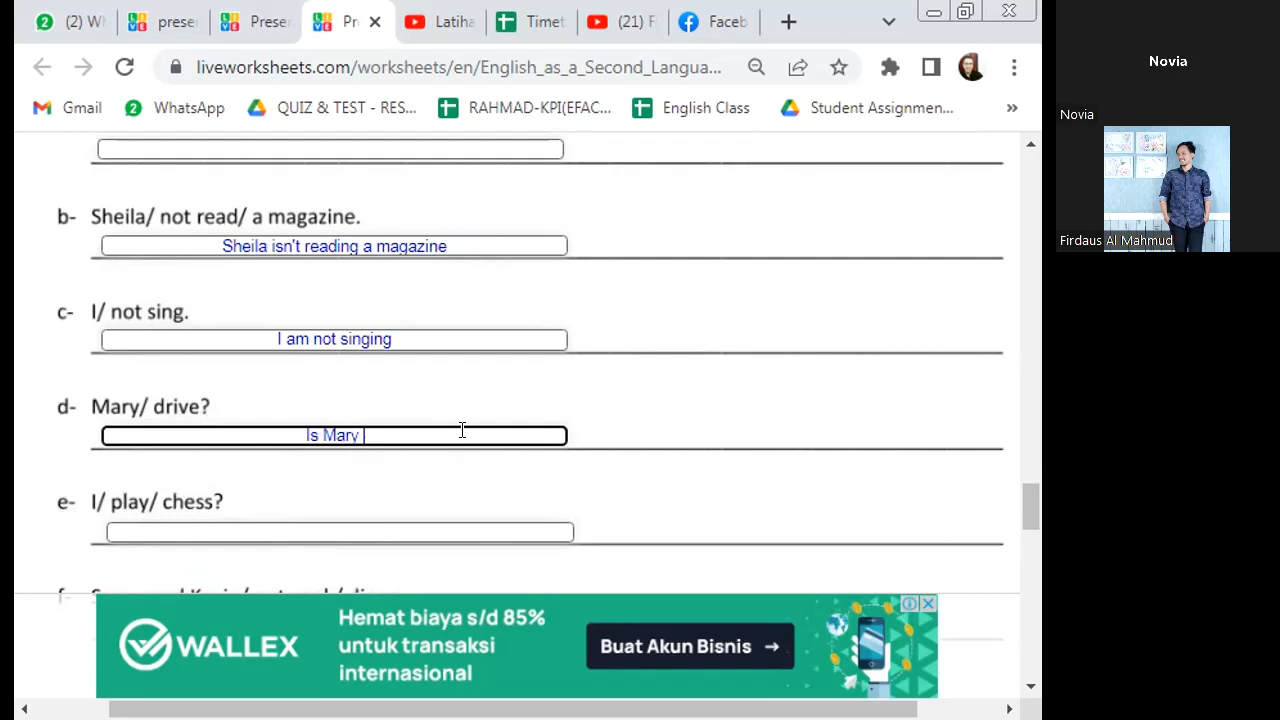 (2) W
preser
Presen
Pr
Latiha
Timet
(21) F
Faceb
liveworksheets.com/worksheets/en/English_as_a_Second_Langua...
Gmail
WhatsApp
QUIZ & TEST - RES...
RAHMAD-KPI(EFAC...
English Class
Student Assignmen...
»
b- Sheila/ not read/ a magazine.
Sheila isn't reading a magazine
c- I/ not sing.
I am not singing
d- Mary/ drive?
Is Mary
e- I/ play/ chess?
WALLEX
Hemat biaya s/d 85%
untuk transaksi
internasional
Buat Akun Bisnis →
Novia
Novia
Firdaus Al Mahmud